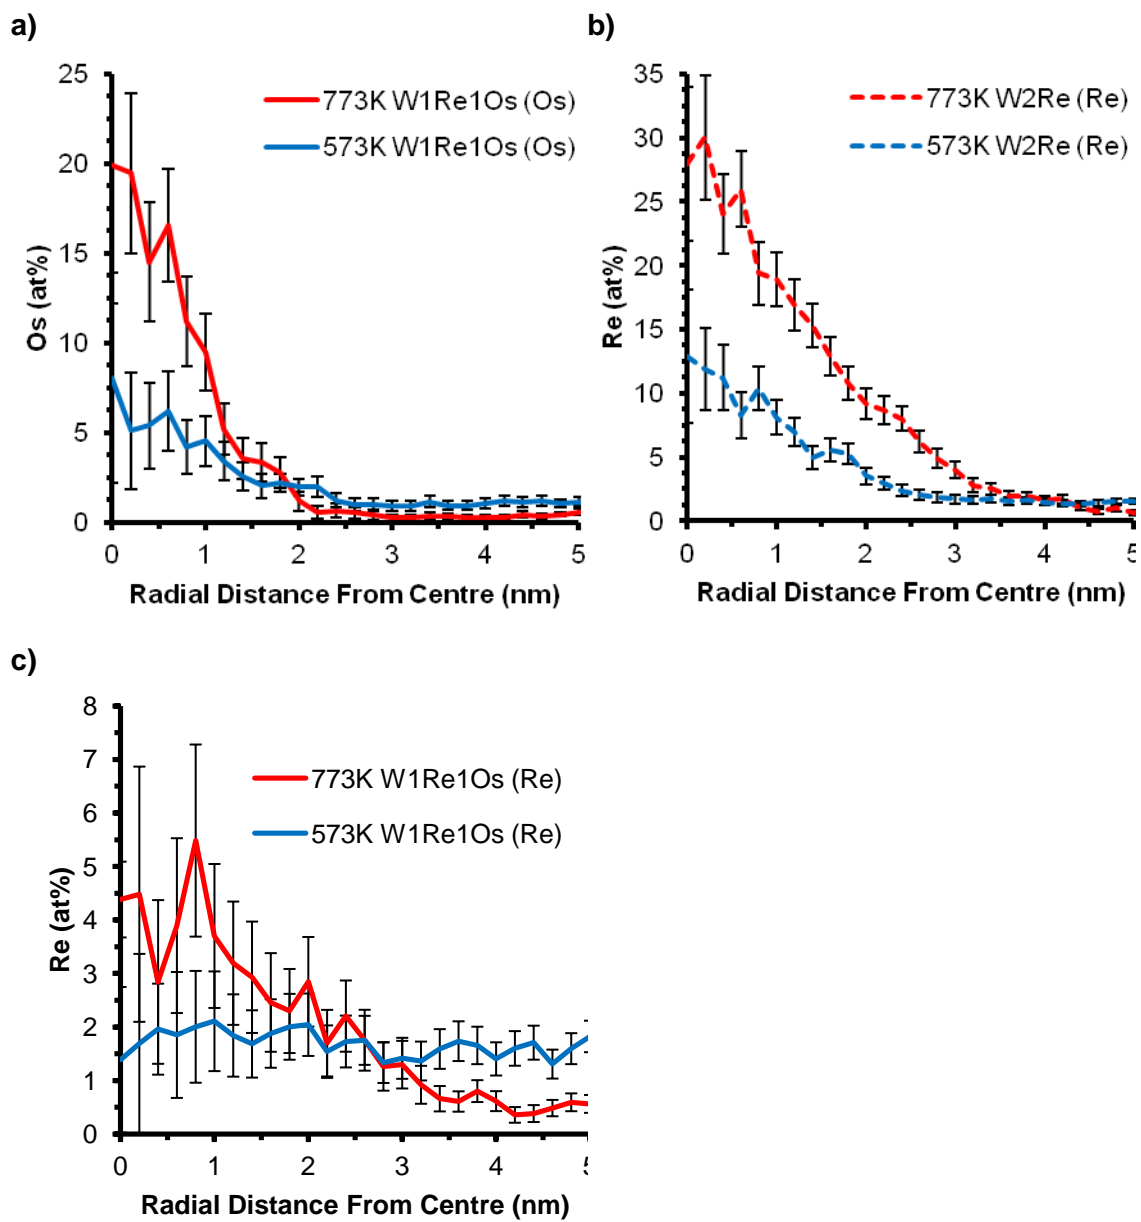 a)
25
20
15
10
5
0
Os (at%)
773K W1Re1Os (Os)
573K W1Re1Os (Os)
0 1 2 3 4 5
Radial Distance From Centre (nm)
b)
35
30
25
20
15
10
5
0
Re (at%)
773K W2Re (Re)
573K W2Re (Re)
0 1 2 3 4 5
Radial Distance From Centre (nm)
c)
8
7
6
5
4
3
2
1
0
Re (at%)
773K W1Re1Os (Re)
573K W1Re1Os (Re)
0 1 2 3 4 5
Radial Distance From Centre (nm)